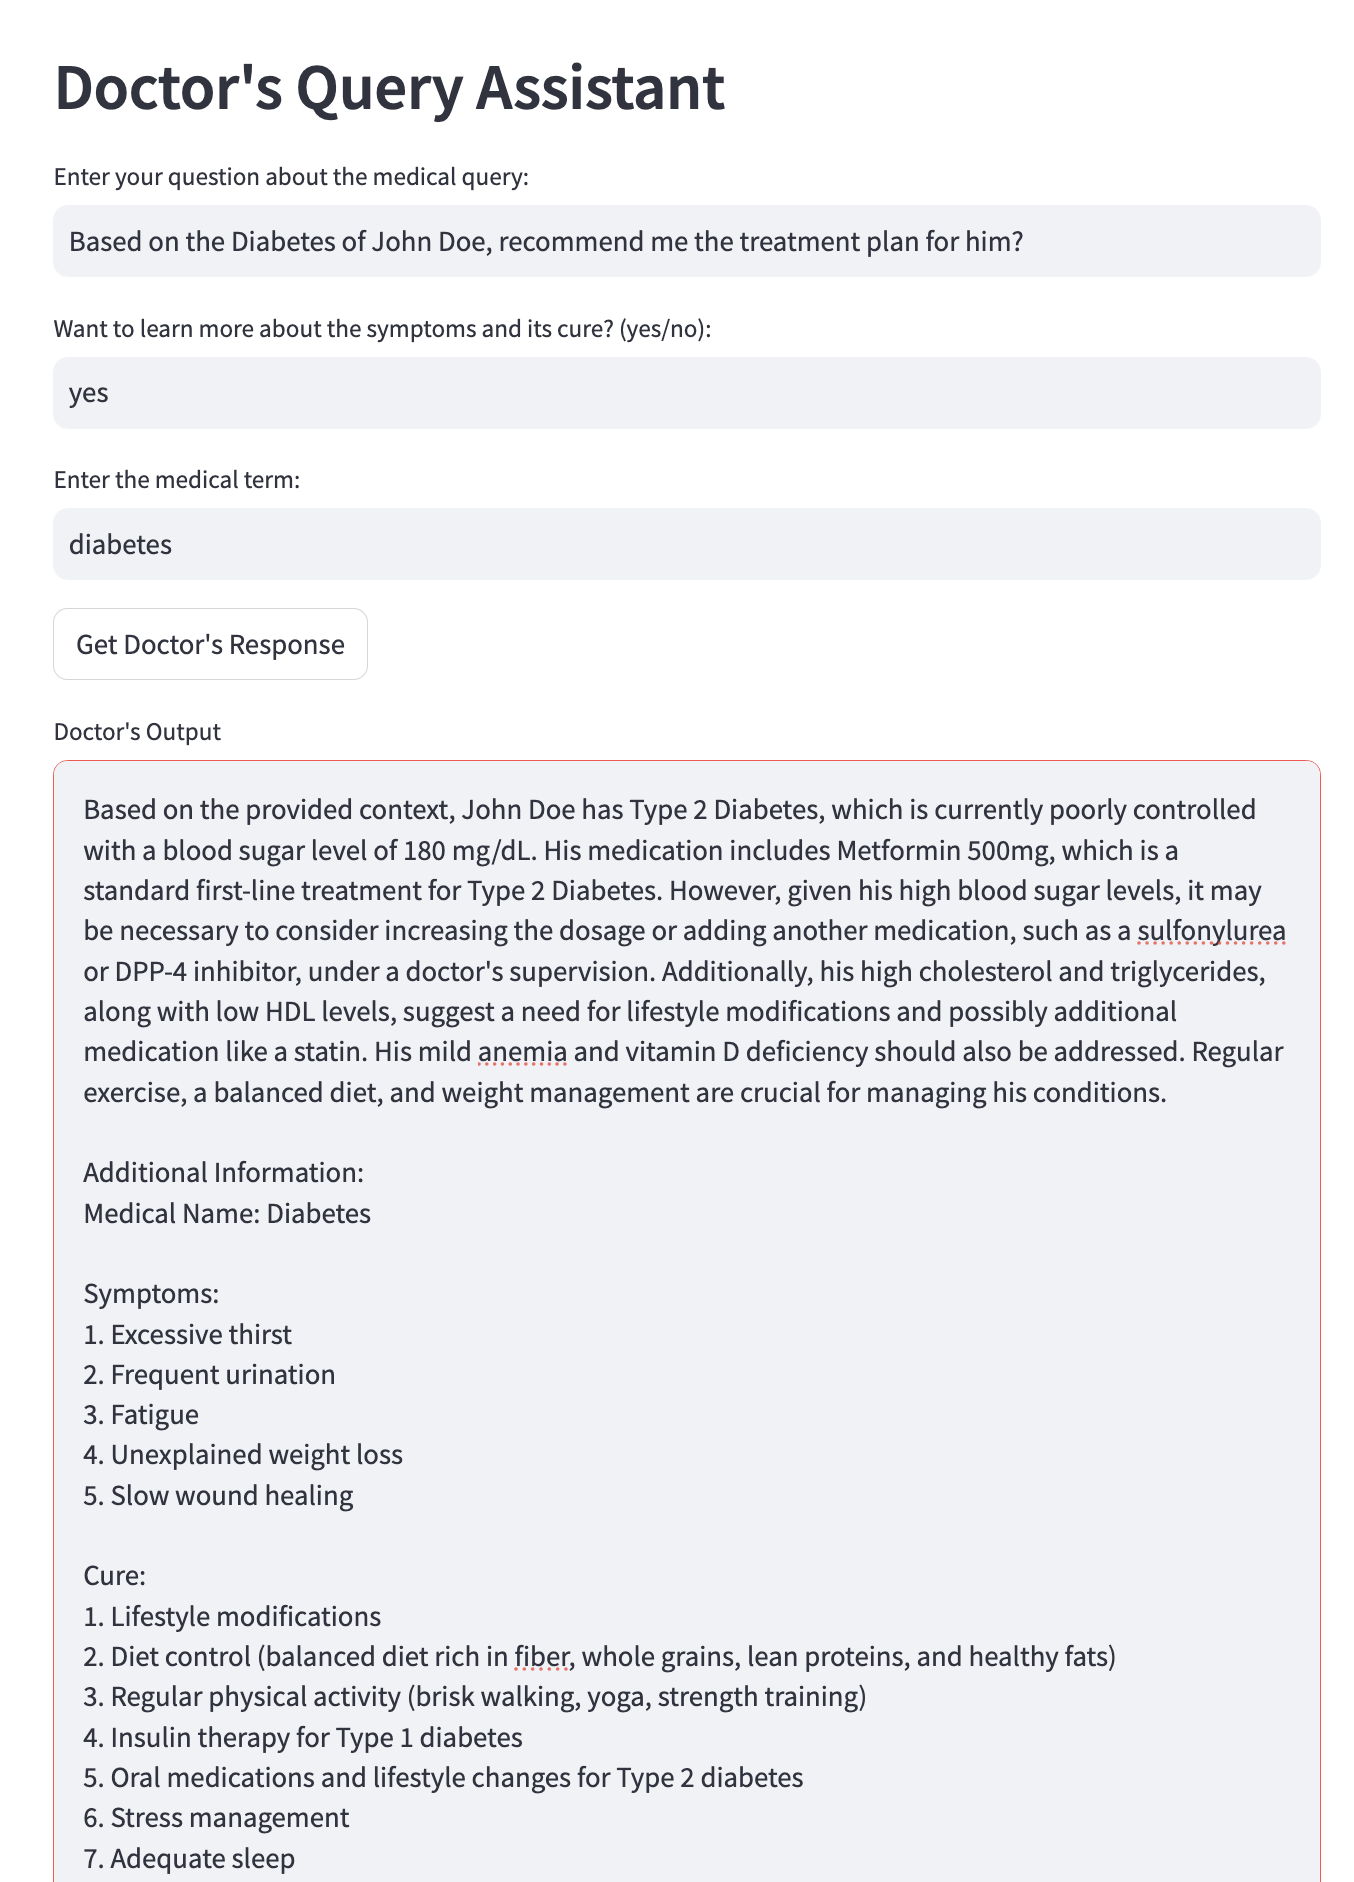 Doctor's Query Assistant
Enter your question about the medical query:
Based on the Diabetes of John Doe, recommend me the treatment plan for him?
Want to learn more about the symptoms and its cure? (yes/no):
yes
Enter the medical term:
diabetes
Get Doctor's Response
Doctor's Output
Based on the provided context, John Doe has Type 2 Diabetes, which is currently poorly controlled
with a blood sugar level of 180 mg/dL. His medication includes Metformin 500mg, which is a
standard first-line treatment for Type 2 Diabetes. However, given his high blood sugar levels, it may
be necessary to consider increasing the dosage or adding another medication, such as a sulfonylurea
or DPP-4 inhibitor, under a doctor's supervision. Additionally, his high cholesterol and triglycerides,
along with low HDL levels, suggest a need for lifestyle modifications and possibly additional
medication like a statin. His mild anemia and vitamin D deficiency should also be addressed. Regular
exercise, a balanced diet, and weight management are crucial for managing his conditions.
Additional Information:
Medical Name: Diabetes
Symptoms:
1. Excessive thirst
2. Frequent urination
3. Fatigue
4. Unexplained weight loss
5. Slow wound healing
Cure:
1. Lifestyle modifications
2. Diet control (balanced diet rich in fiber, whole grains, lean proteins, and healthy fats)
3. Regular physical activity (brisk walking, yoga, strength training)
4. Insulin therapy for Type 1 diabetes
5. Oral medications and lifestyle changes for Type 2 diabetes
6. Stress management
7. Adequate sleep